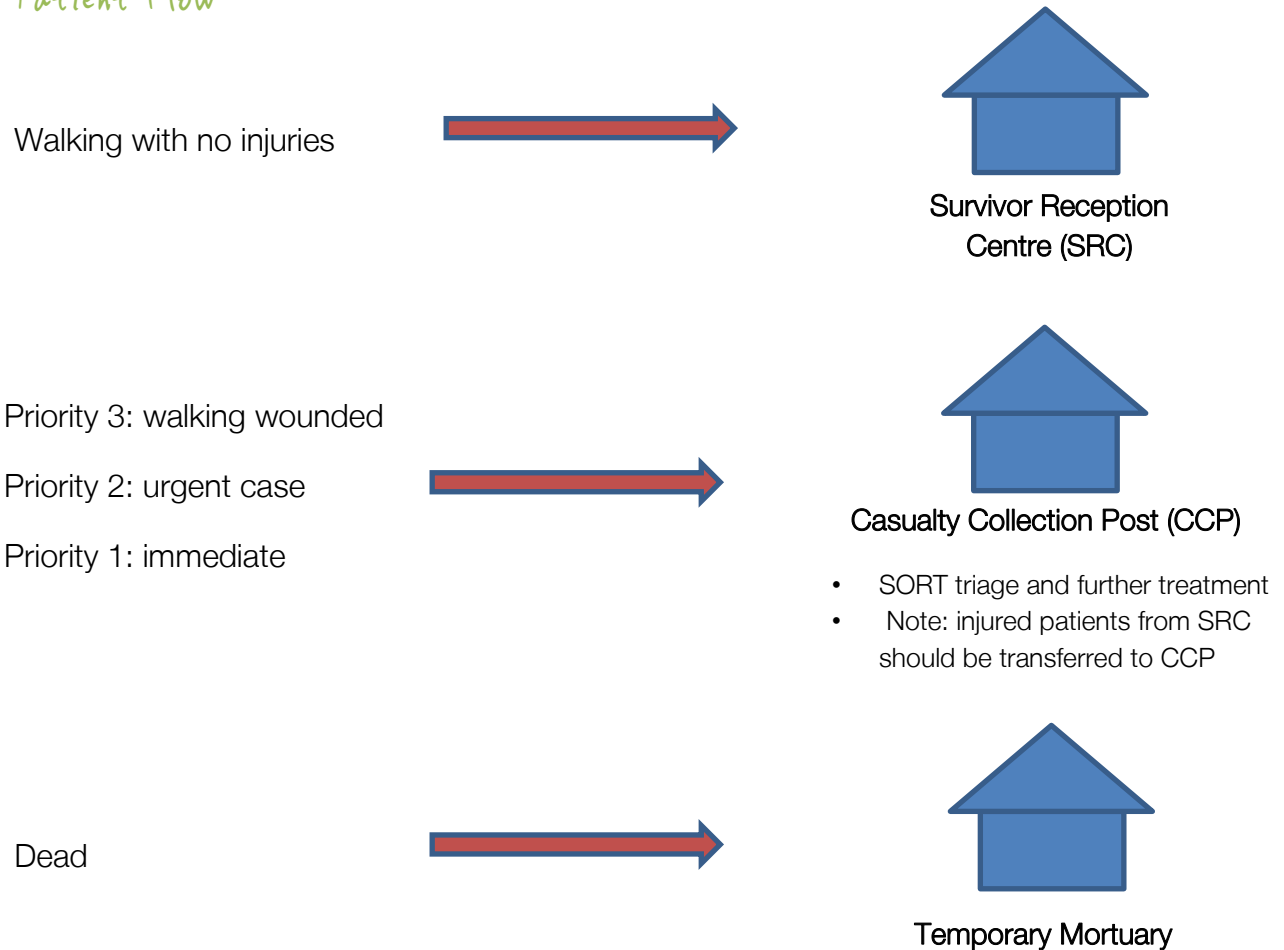 Patient Flow
Walking with no injuries
Survivor Reception
Centre (SRC)
Priority 3: walking wounded
Priority 2: urgent case
Priority 1: immediate
Casualty Collection Post (CCP)
• SORT triage and further treatment
• Note: injured patients from SRC
should be transferred to CCP
Dead
Temporary Mortuary